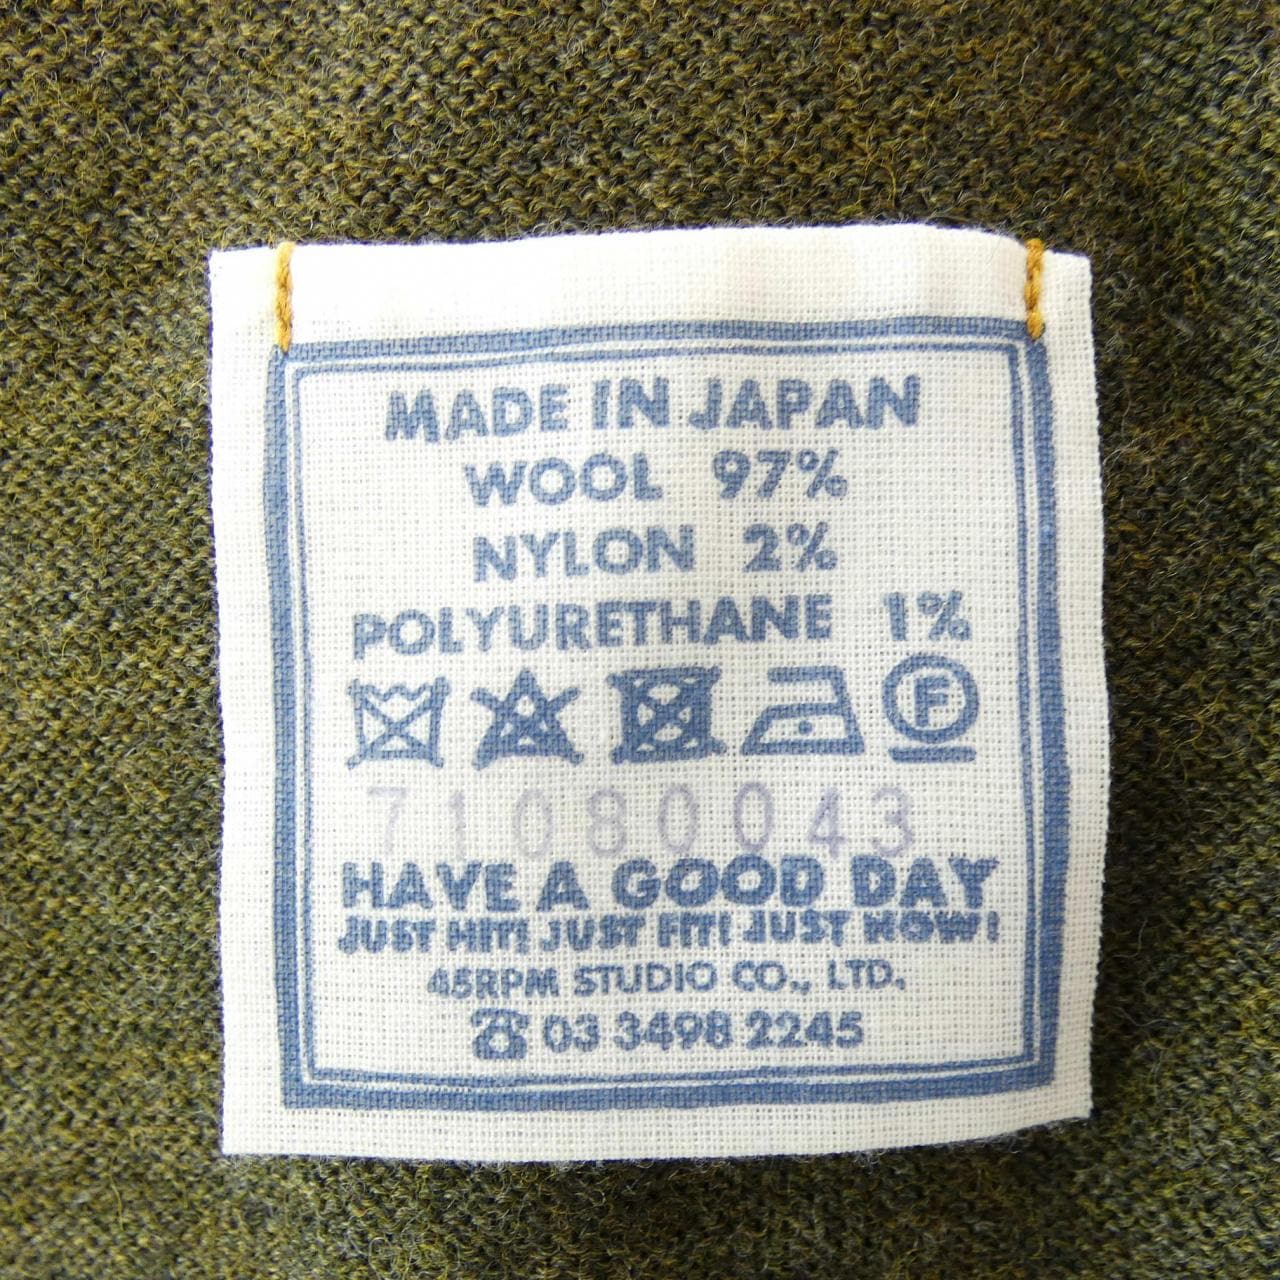 MADE IN JAPAN
WOOL 97%
NYLON 2%
POLYURETHANE 1%
F
71080043
HAVE A GOOD DAY
JUST HIT! JUST FIT! JUST NOW!
45RPM STUDIO CO., LTD.
☎ 03 3498 2245